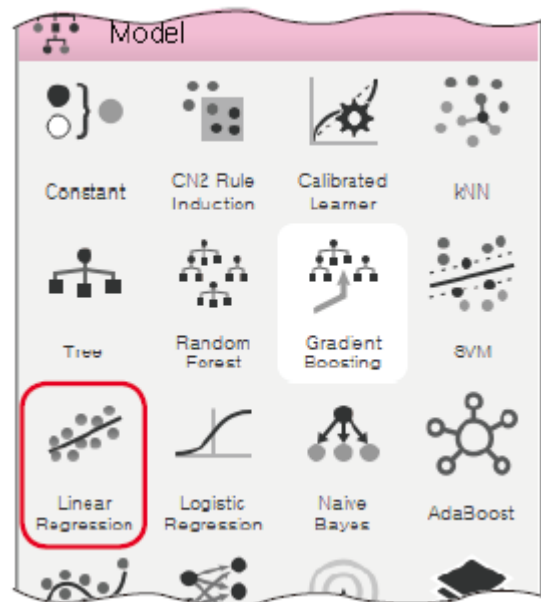 Model
Constant
CN2 Rule
Induction
Calibrated
Learner
kNN
Tree
Random
Forest
Gradient
Boosting
SVM
Linear
Regression
Logistic
Regression
Naive
Bayes
AdaBoost